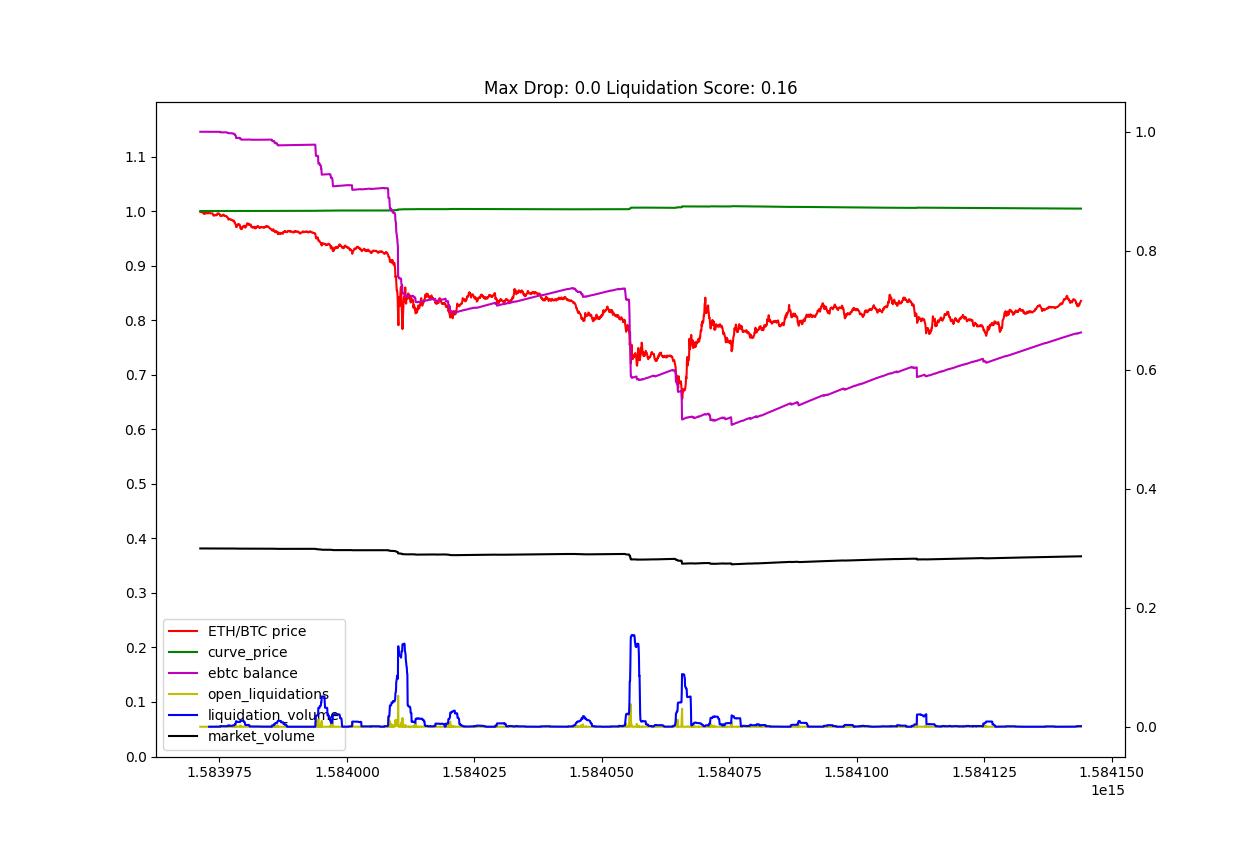 Max Drop: 0.0 Liquidation Score: 0.16
1.1
1.0
0.9
0.8
0.7
0.6
0.5
0.4
0.3
0.2
0.1
0.0
1.0
0.8
0.6
0.4
0.2
0.0
ETH/BTC price
curve_price
ebtc balance
open_liquidations
liquidation_volume
market_volume
1.583975 1.584000 1.584025 1.584050 1.584075 1.584100 1.584125 1.584150
1e15